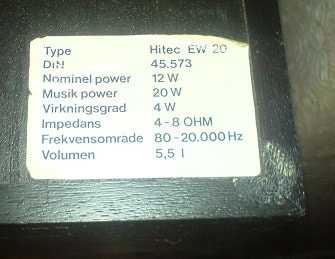 Type Hitec EW 20
DIN 45.573
Nominel power 12 W
Musik power 20 W
Virkningsgrad 4 W
Impedans 4-8 OHM
Frekvensomrade 80-20.000 Hz
Volumen 5,5 l